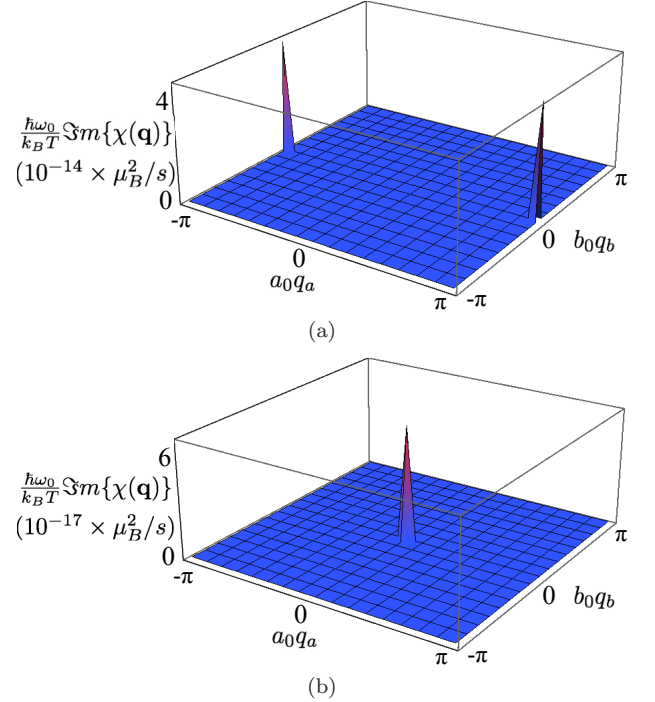 4
ħω₀/k_BT ℑm{χ(𝐪)}
(10⁻¹⁴ × μ_B²/s)
0
-π
0
a₀q_a
π
-π
0 b₀q_b
π
(a)
6
ħω₀/k_BT ℑm{χ(𝐪)}
(10⁻¹⁷ × μ_B²/s)
0
-π
0
a₀q_a
π
-π
0 b₀q_b
π
(b)